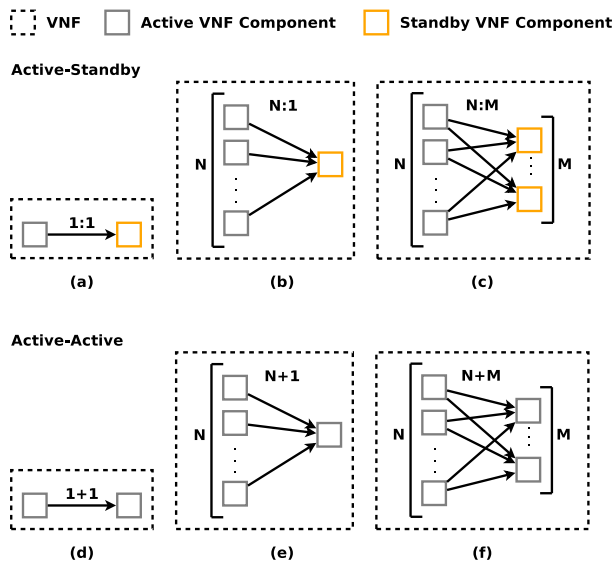 VNF Active VNF Component Standby VNF Component
Active-Standby
N:1 N:M
N N M
1:1
(a) (b) (c)
Active-Active
N+1 N+M
N N M
1+1
(d) (e) (f)